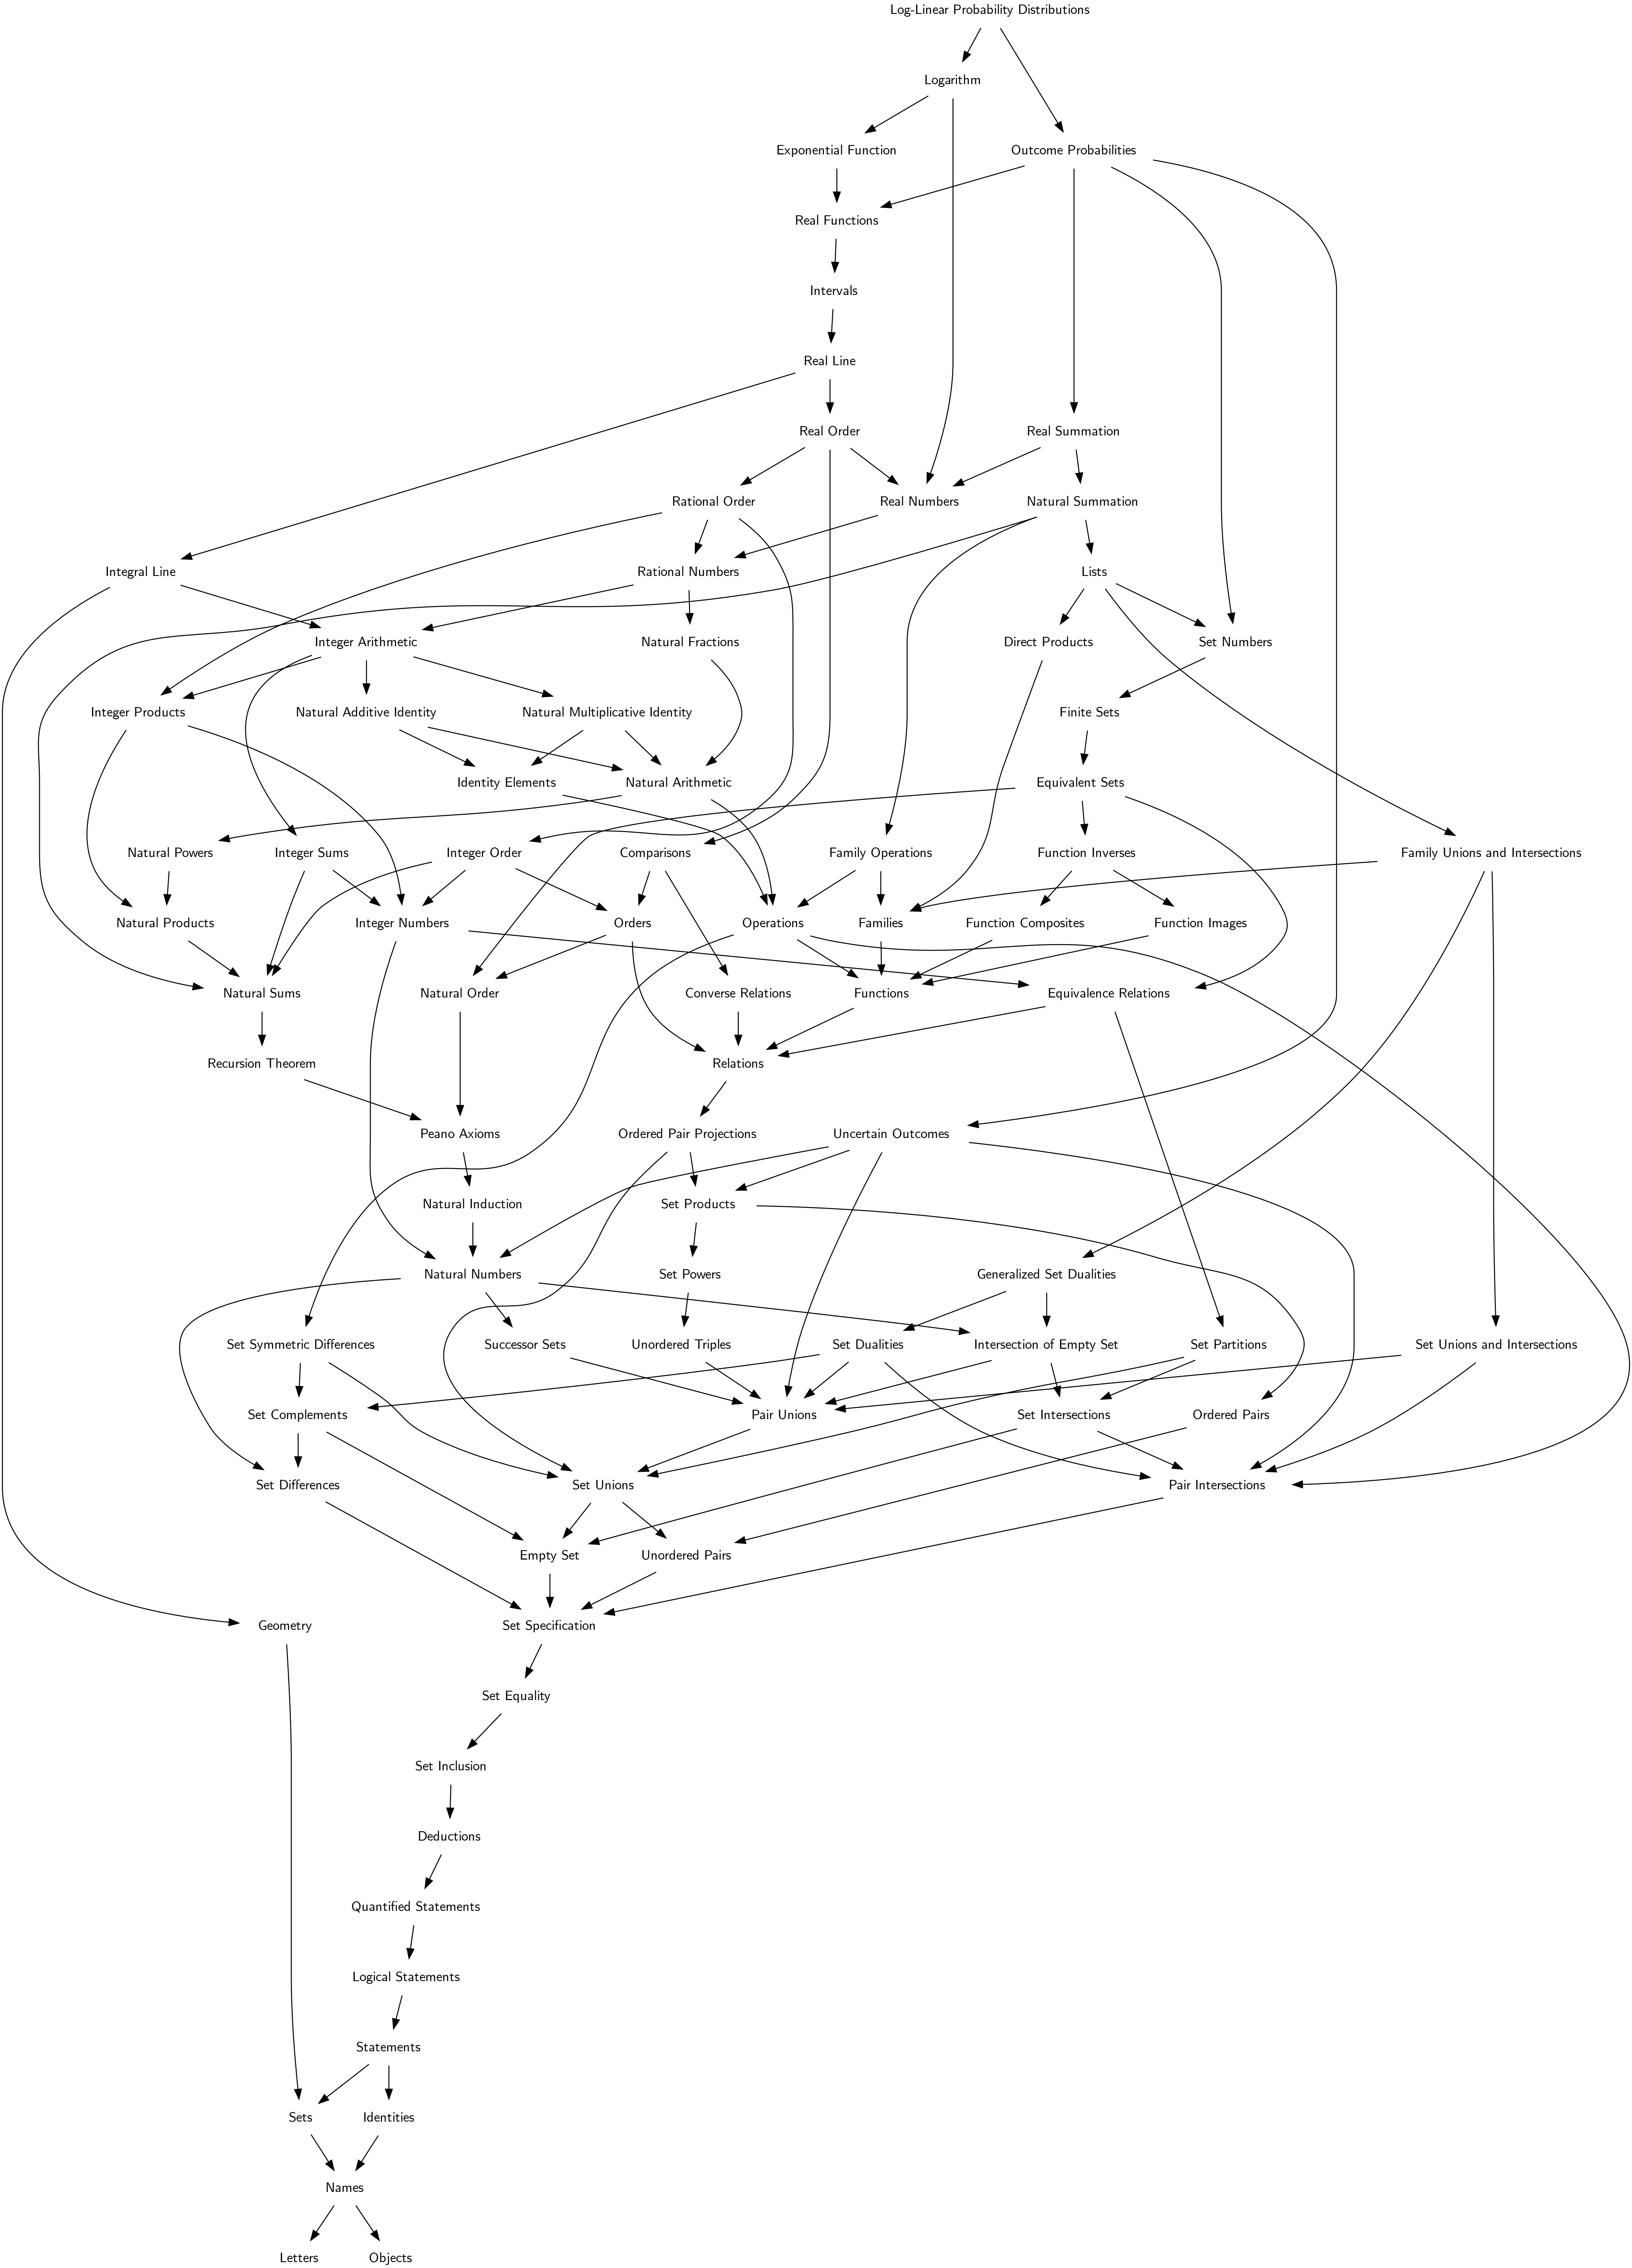 Log-Linear Probability Distributions
Logarithm
Exponential Function
Outcome Probabilities
Real Functions
Intervals
Real Line
Real Order
Real Summation
Rational Order
Real Numbers
Natural Summation
Integral Line
Rational Numbers
Lists
Integer Arithmetic
Natural Fractions
Direct Products
Set Numbers
Integer Products
Natural Additive Identity
Natural Multiplicative Identity
Finite Sets
Identity Elements
Natural Arithmetic
Equivalent Sets
Natural Powers
Integer Sums
Integer Order
Comparisons
Family Operations
Function Inverses
Family Unions and Intersections
Natural Products
Integer Numbers
Orders
Operations
Families
Function Composites
Function Images
Natural Sums
Natural Order
Converse Relations
Functions
Equivalence Relations
Recursion Theorem
Relations
Peano Axioms
Ordered Pair Projections
Uncertain Outcomes
Natural Induction
Set Products
Natural Numbers
Set Powers
Generalized Set Dualities
Set Symmetric Differences
Successor Sets
Unordered Triples
Set Dualities
Intersection of Empty Set
Set Partitions
Set Unions and Intersections
Set Complements
Pair Unions
Set Intersections
Ordered Pairs
Set Differences
Set Unions
Pair Intersections
Empty Set
Unordered Pairs
Geometry
Set Specification
Set Equality
Set Inclusion
Deductions
Quantified Statements
Logical Statements
Statements
Sets
Identities
Names
Letters
Objects